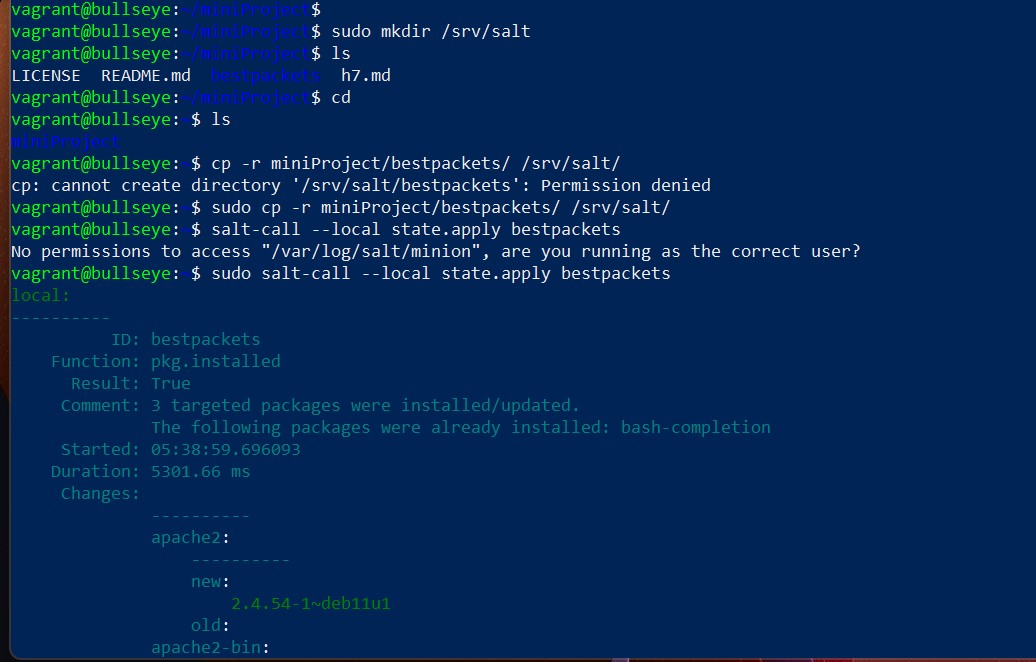 vagrant@bullseye:~/miniProject$
vagrant@bullseye:~/miniProject$ sudo mkdir /srv/salt
vagrant@bullseye:~/miniProject$ ls
LICENSE  README.md  bestpackets  h7.md
vagrant@bullseye:~/miniProject$ cd
vagrant@bullseye:~$ ls
miniProject
vagrant@bullseye:~$ cp -r miniProject/bestpackets/ /srv/salt/
cp: cannot create directory '/srv/salt/bestpackets': Permission denied
vagrant@bullseye:~$ sudo cp -r miniProject/bestpackets/ /srv/salt/
vagrant@bullseye:~$ salt-call --local state.apply bestpackets
No permissions to access "/var/log/salt/minion", are you running as the correct user?
vagrant@bullseye:~$ sudo salt-call --local state.apply bestpackets
local:
----------
          ID: bestpackets
    Function: pkg.installed
      Result: True
     Comment: 3 targeted packages were installed/updated.
              The following packages were already installed: bash-completion
     Started: 05:38:59.696093
    Duration: 5301.66 ms
     Changes:
              ----------
              apache2:
                  ----------
                  new:
                      2.4.54-1~deb11u1
                  old:
              apache2-bin: